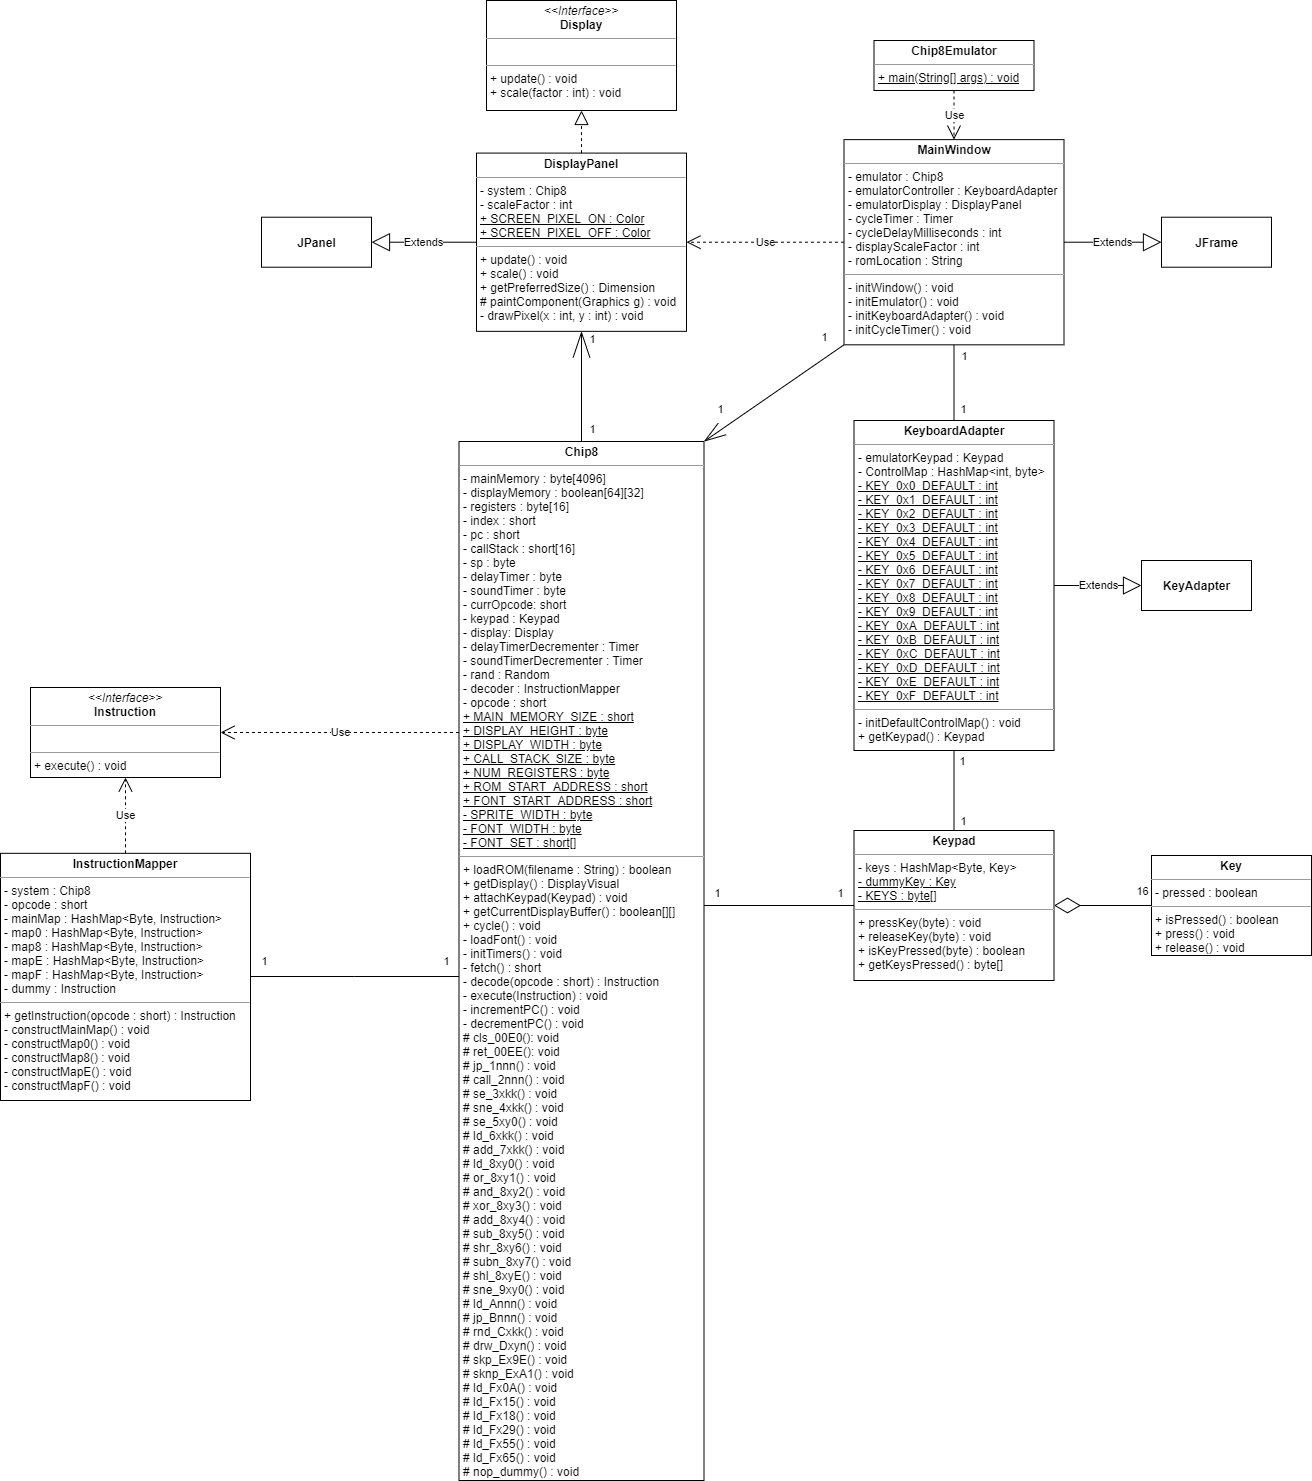 <<Interface>>
Display
+ update() : void
+ scale(factor : int) : void
Chip8Emulator
+ main(String[] args) : void
Use
DisplayPanel
- system : Chip8
- scaleFactor : int
+ SCREEN_PIXEL_ON : Color
+ SCREEN_PIXEL_OFF : Color
+ update() : void
+ scale() : void
+ getPreferredSize() : Dimension
# paintComponent(Graphics g) : void
- drawPixel(x : int, y : int) : void
MainWindow
- emulator : Chip8
- emulatorController : KeyboardAdapter
- emulatorDisplay : DisplayPanel
- cycleTimer : Timer
- cycleDelayMilliseconds : int
- displayScaleFactor : int
- romLocation : String
- initWindow() : void
- initEmulator() : void
- initKeyboardAdapter() : void
- initCycleTimer() : void
JPanel
Extends
Use
Extends
JFrame
1
1
1
1
1
1
Chip8
- mainMemory : byte[4096]
- displayMemory : boolean[64][32]
- registers : byte[16]
- index : short
- pc : short
- callStack : short[16]
- sp : byte
- delayTimer : byte
- soundTimer : byte
- currOpcode: short
- keypad : Keypad
- display: Display
- delayTimerDecrementer : Timer
- soundTimerDecrementer : Timer
- rand : Random
- decoder : InstructionMapper
- opcode : short
+ MAIN_MEMORY_SIZE : short
+ DISPLAY_HEIGHT : byte
+ DISPLAY_WIDTH : byte
+ CALL_STACK_SIZE : byte
+ NUM_REGISTERS : byte
+ ROM_START_ADDRESS : short
+ FONT_START_ADDRESS : short
- SPRITE_WIDTH : byte
- FONT_WIDTH : byte
- FONT_SET : short[]
+ loadROM(filename : String) : boolean
+ getDisplay() : DisplayVisual
+ attachKeypad(Keypad) : void
+ getCurrentDisplayBuffer() : boolean[][]
+ cycle() : void
- loadFont() : void
- initTimers() : void
- fetch() : short
- decode(opcode : short) : Instruction
- execute(Instruction) : void
- incrementPC() : void
- decrementPC() : void
# cls_00E0(): void
# ret_00EE(): void
# jp_1nnn() : void
# call_2nnn() : void
# se_3xkk() : void
# sne_4xkk() : void
# se_5xy0() : void
# ld_6xkk() : void
# add_7xkk() : void
# ld_8xy0() : void
# or_8xy1() : void
# and_8xy2() : void
# xor_8xy3() : void
# add_8xy4() : void
# sub_8xy5() : void
# shr_8xy6() : void
# subn_8xy7() : void
# shl_8xyE() : void
# sne_9xy0() : void
# ld_Annn() : void
# jp_Bnnn() : void
# rnd_Cxkk() : void
# drw_Dxyn() : void
# skp_Ex9E() : void
# sknp_ExA1() : void
# ld_Fx0A() : void
# ld_Fx15() : void
# ld_Fx18() : void
# ld_Fx29() : void
# ld_Fx55() : void
# ld_Fx65() : void
# nop_dummy() : void
KeyboardAdapter
- emulatorKeypad : Keypad
- ControlMap : HashMap<int, byte>
- KEY_0x0_DEFAULT : int
- KEY_0x1_DEFAULT : int
- KEY_0x2_DEFAULT : int
- KEY_0x3_DEFAULT : int
- KEY_0x4_DEFAULT : int
- KEY_0x5_DEFAULT : int
- KEY_0x6_DEFAULT : int
- KEY_0x7_DEFAULT : int
- KEY_0x8_DEFAULT : int
- KEY_0x9_DEFAULT : int
- KEY_0xA_DEFAULT : int
- KEY_0xB_DEFAULT : int
- KEY_0xC_DEFAULT : int
- KEY_0xD_DEFAULT : int
- KEY_0xE_DEFAULT : int
- KEY_0xF_DEFAULT : int
- initDefaultControlMap() : void
+ getKeypad() : Keypad
Extends
KeyAdapter
<<Interface>>
Instruction
+ execute() : void
Use
Use
InstructionMapper
- system : Chip8
- opcode : short
- mainMap : HashMap<Byte, Instruction>
- map0 : HashMap<Byte, Instruction>
- map8 : HashMap<Byte, Instruction>
- mapE : HashMap<Byte, Instruction>
- mapF : HashMap<Byte, Instruction>
- dummy : Instruction
+ getInstruction(opcode : short) : Instruction
- constructMainMap() : void
- constructMap0() : void
- constructMap8() : void
- constructMapE() : void
- constructMapF() : void
1
1
1
1
1
1
Keypad
- keys : HashMap<Byte, Key>
- dummyKey : Key
- KEYS : byte[]
+ pressKey(byte) : void
+ releaseKey(byte) : void
+ isKeyPressed(byte) : boolean
+ getKeysPressed() : byte[]
16
Key
- pressed : boolean
+ isPressed() : boolean
+ press() : void
+ release() : void